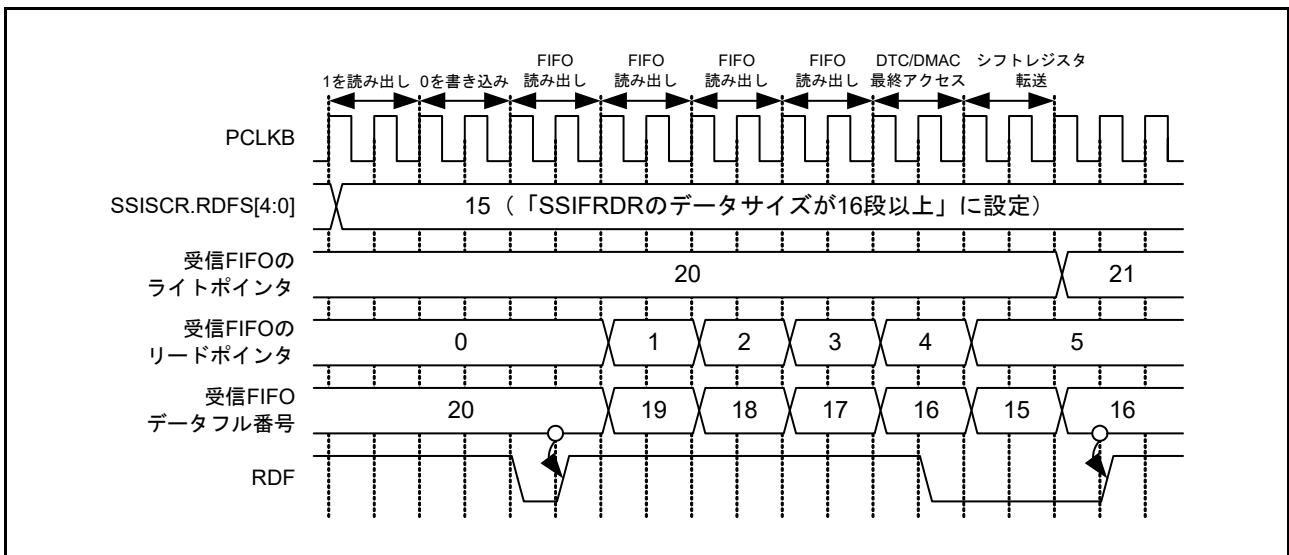 FIFO FIFO FIFO FIFO DTC/DMAC シフトレジスタ
1を読み出し 0を書き込み 読み出し 読み出し 読み出し 読み出し 最終アクセス 転送
PCLKB
SSISCR.RDFS[4:0] 15（「SSIFRDRのデータサイズが16段以上」に設定）
受信FIFOの
ライトポインタ
20 21
受信FIFOの
リードポインタ
0 1 2 3 4 5
受信FIFO
データフル番号
20 19 18 17 16 15 16
RDF